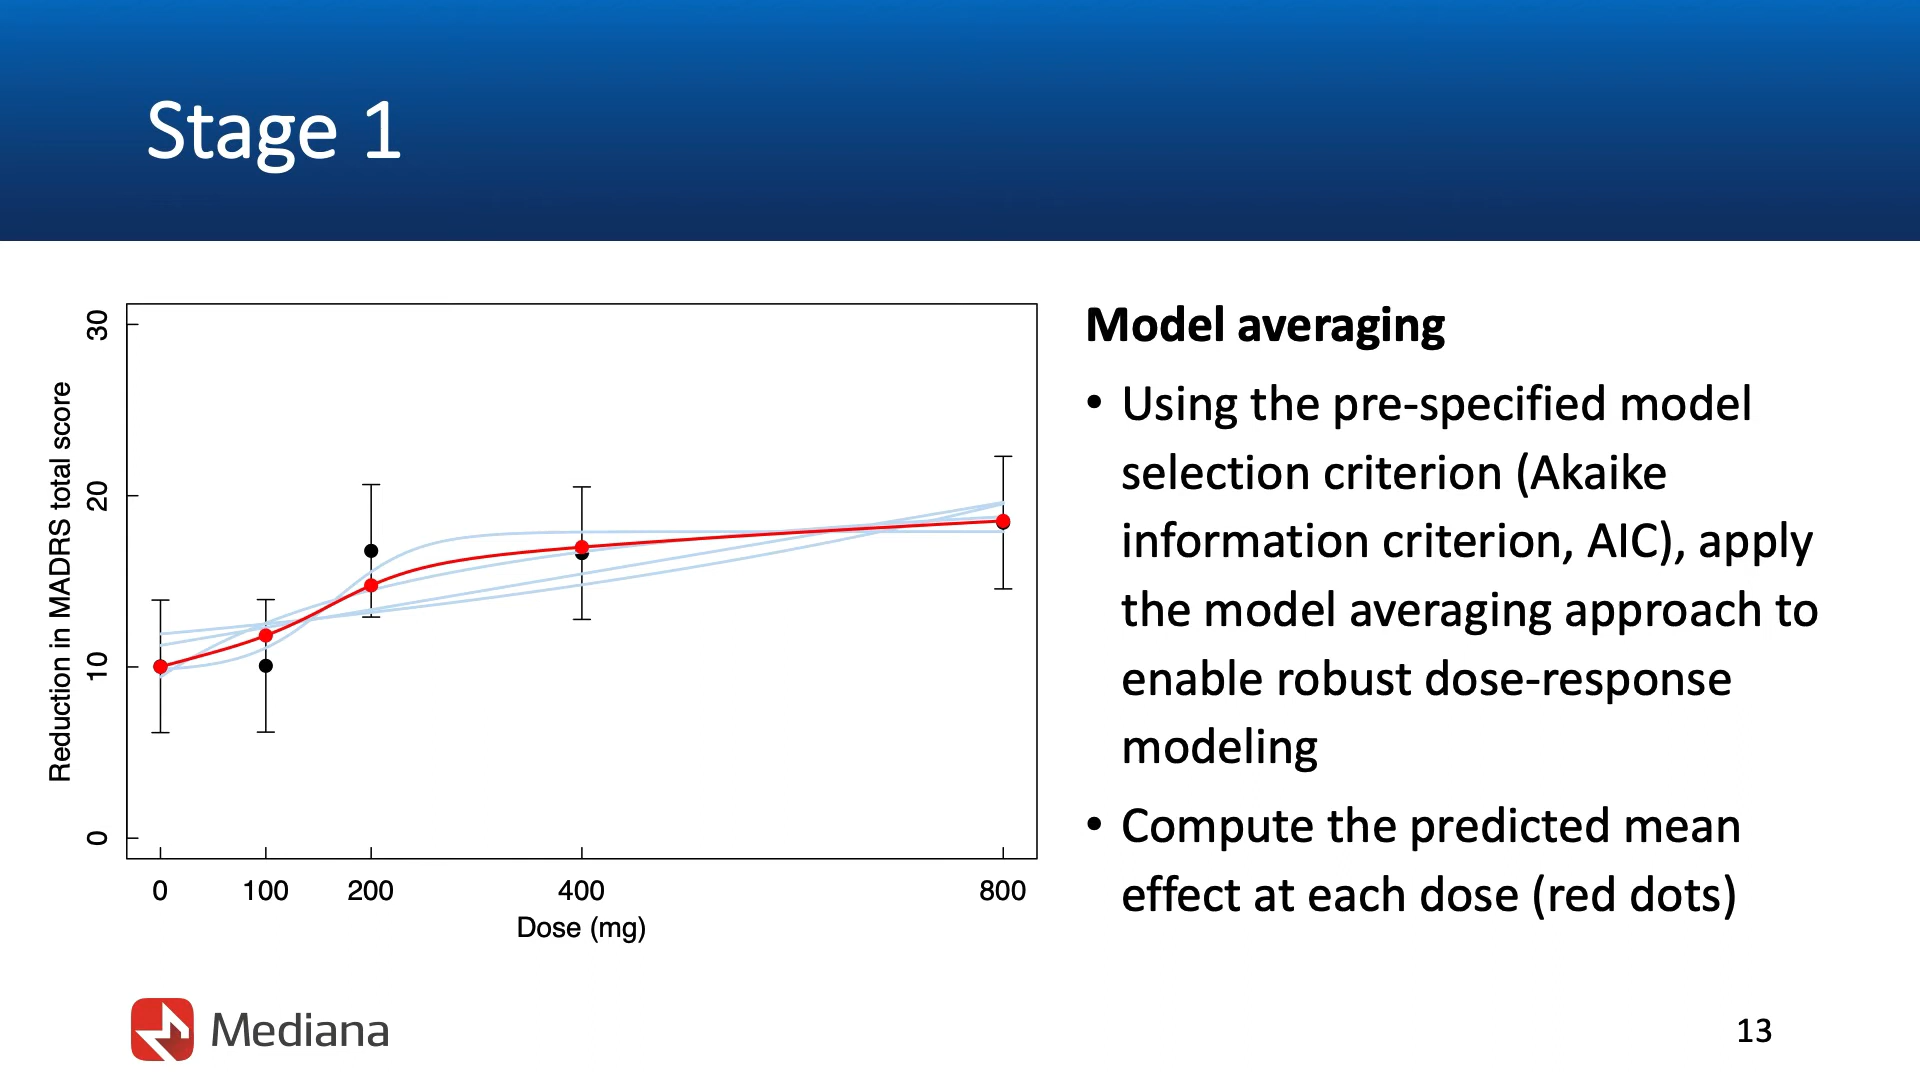 Stage 1
30
20
10
0
Reduction in MADRS total score
0 100 200 400 800
Dose (mg)
Model averaging
• Using the pre-specified model
selection criterion (Akaike
information criterion, AIC), apply
the model averaging approach to
enable robust dose-response
modeling
• Compute the predicted mean
effect at each dose (red dots)
Mediana
13